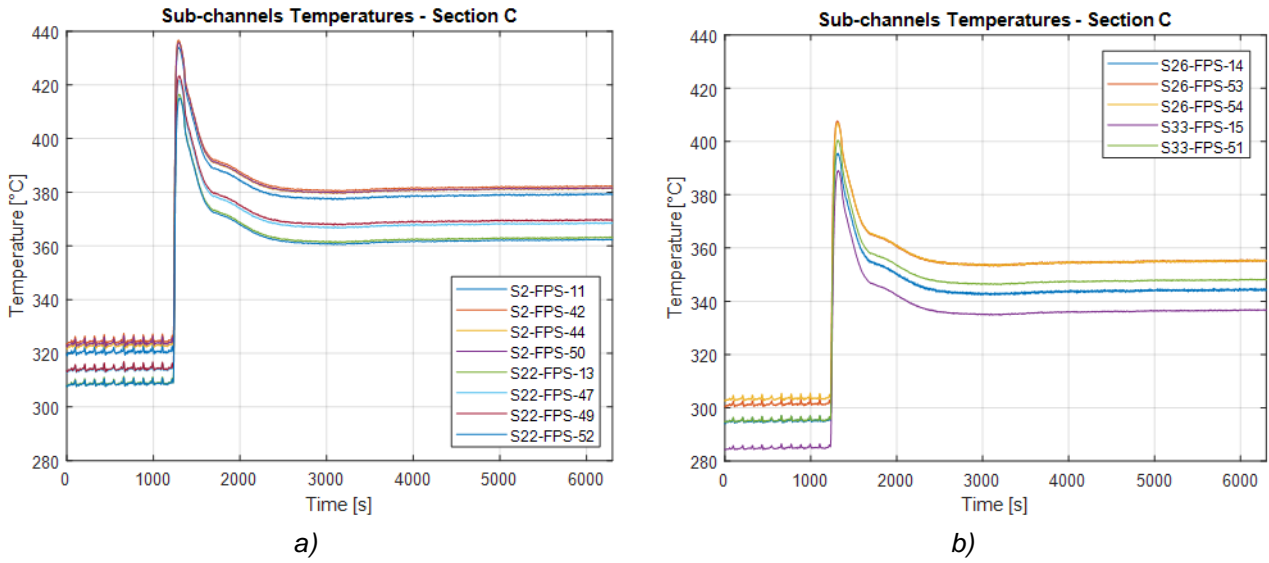 Sub-channels Temperatures - Section C
Temperature [°C]
440
420
400
380
360
340
320
300
280
S2-FPS-11
S2-FPS-42
S2-FPS-44
S2-FPS-50
S22-FPS-13
S22-FPS-47
S22-FPS-49
S22-FPS-52
0 1000 2000 3000 4000 5000 6000
Time [s]
a)
Sub-channels Temperatures - Section C
Temperature [°C]
440
420
400
380
360
340
320
300
280
S26-FPS-14
S26-FPS-53
S26-FPS-54
S33-FPS-15
S33-FPS-51
0 1000 2000 3000 4000 5000 6000
Time [s]
b)